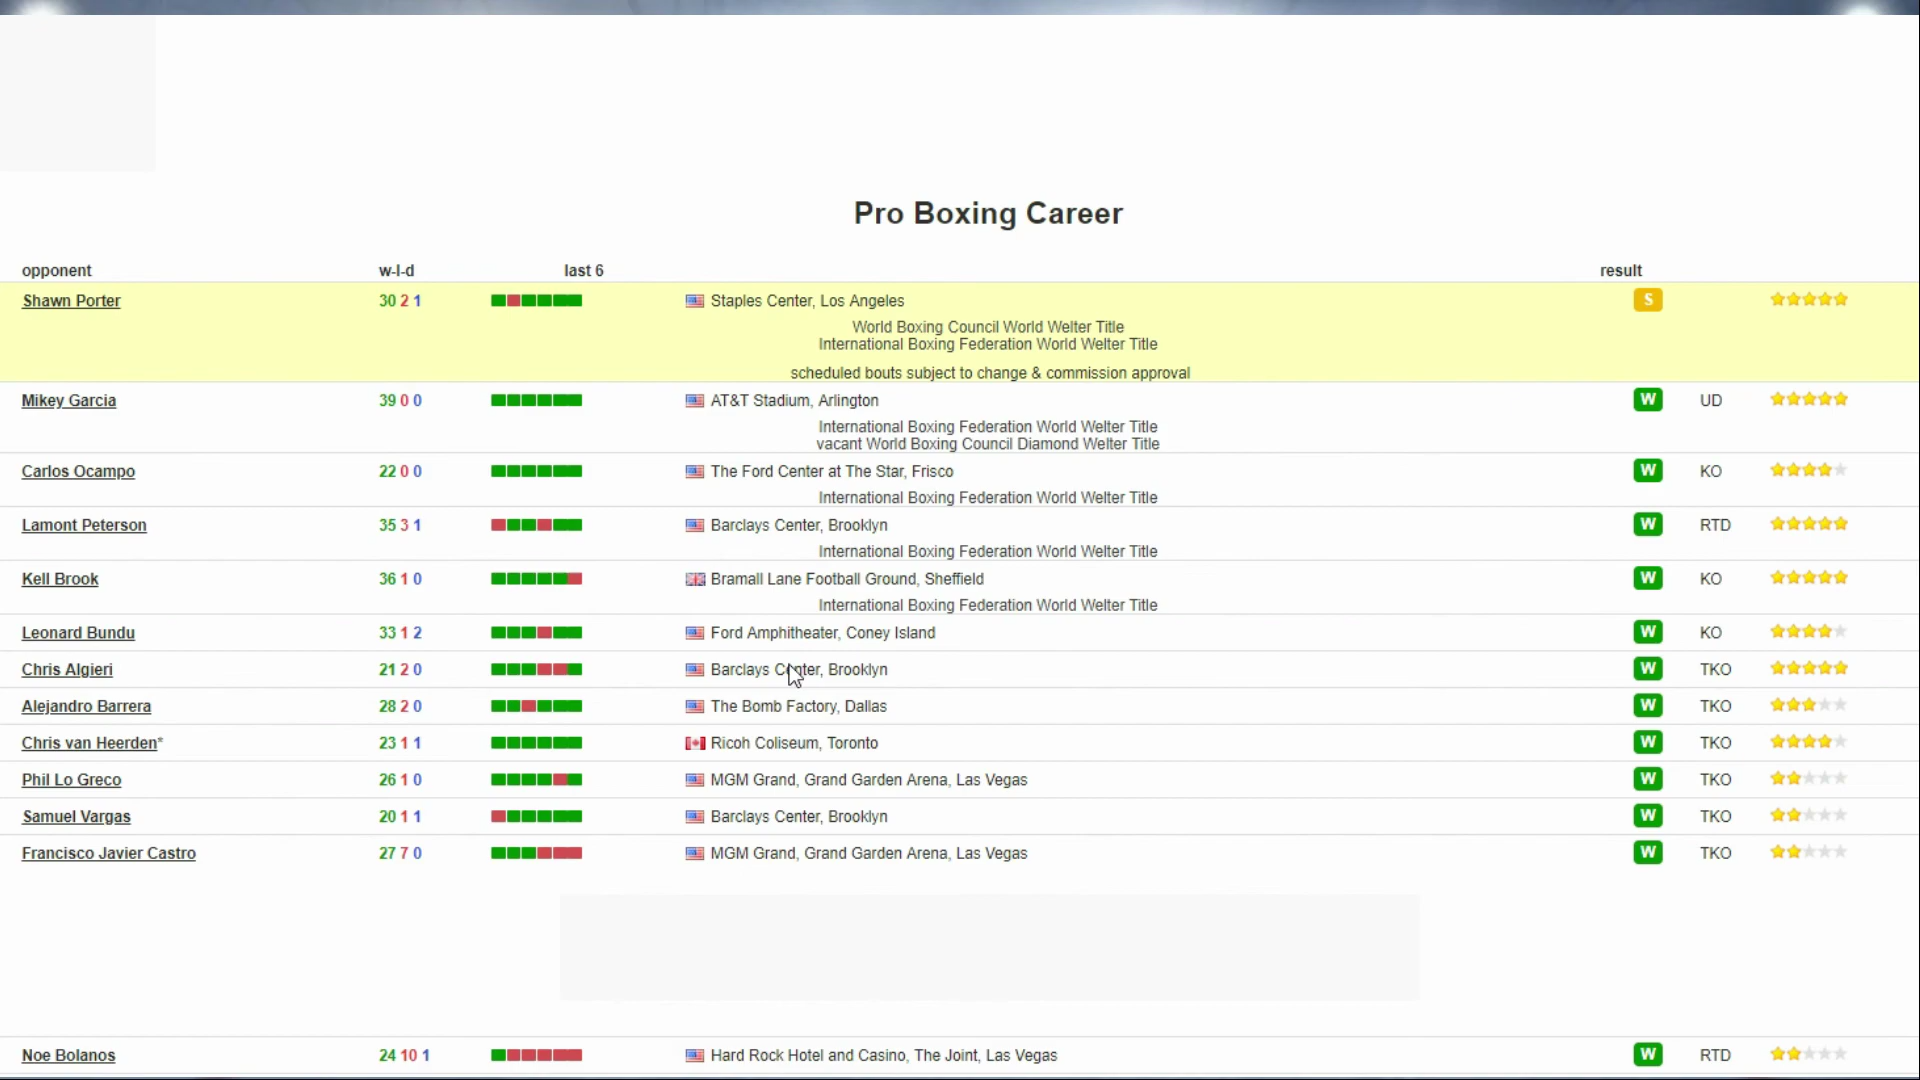 Pro Boxing Career
opponent w-l-d last 6 result
Shawn Porter 30 2 1 Staples Center, Los Angeles S
World Boxing Council World Welter Title
International Boxing Federation World Welter Title
scheduled bouts subject to change & commission approval
Mikey Garcia 39 0 0 AT&T Stadium, Arlington W UD
International Boxing Federation World Welter Title
vacant World Boxing Council Diamond Welter Title
Carlos Ocampo 22 0 0 The Ford Center at The Star, Frisco W KO
International Boxing Federation World Welter Title
Lamont Peterson 35 3 1 Barclays Center, Brooklyn W RTD
International Boxing Federation World Welter Title
Kell Brook 36 1 0 Bramall Lane Football Ground, Sheffield W KO
International Boxing Federation World Welter Title
Leonard Bundu 33 1 2 Ford Amphitheater, Coney Island W KO
Chris Algieri 21 2 0 Barclays Center, Brooklyn W TKO
Alejandro Barrera 28 2 0 The Bomb Factory, Dallas W TKO
Chris van Heerden* 23 1 1 Ricoh Coliseum, Toronto W TKO
Phil Lo Greco 26 1 0 MGM Grand, Grand Garden Arena, Las Vegas W TKO
Samuel Vargas 20 1 1 Barclays Center, Brooklyn W TKO
Francisco Javier Castro 27 7 0 MGM Grand, Grand Garden Arena, Las Vegas W TKO
Noe Bolanos 24 10 1 Hard Rock Hotel and Casino, The Joint, Las Vegas W RTD